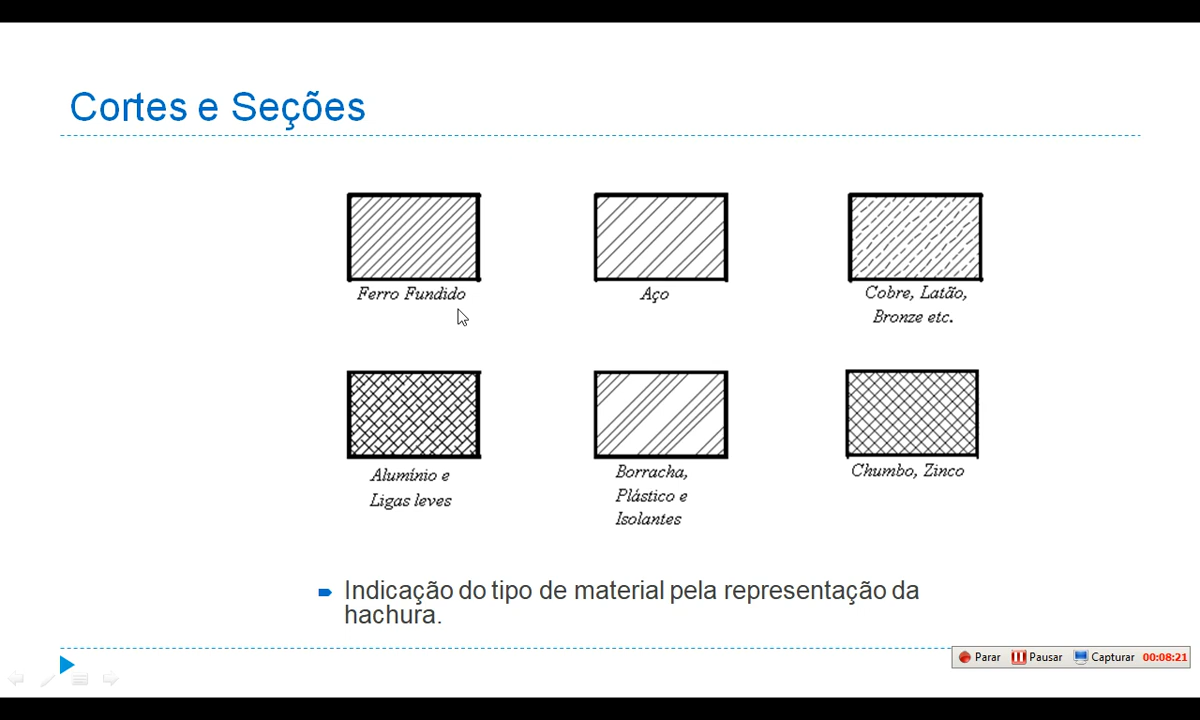 Cortes e Seções
Ferro Fundido
Aço
Cobre, Latão,
Bronze etc.
Alumínio e
Ligas leves
Borracha,
Plástico e
Isolantes
Chumbo, Zinco
Indicação do tipo de material pela representação da
hachura.
Parar Pausar Capturar 00:08:21